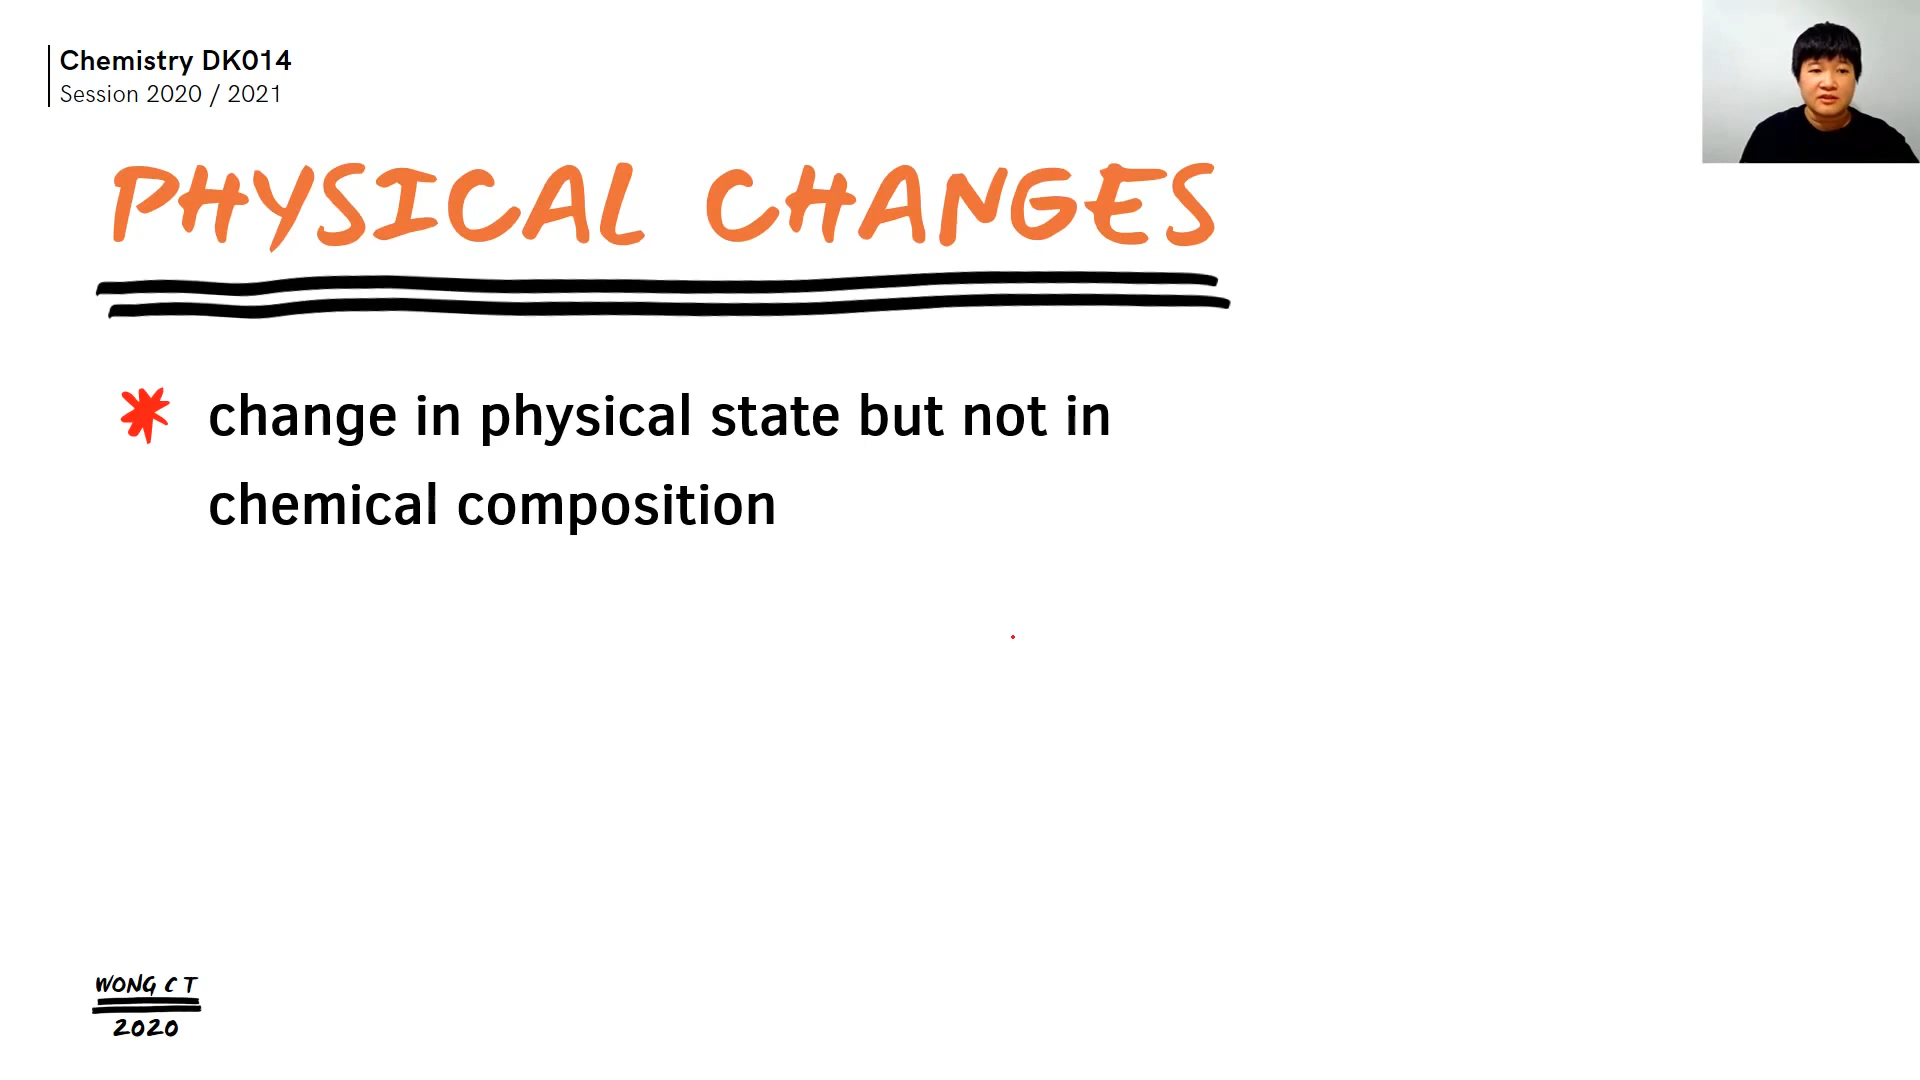 Chemistry DK014
Session 2020 / 2021
PHYSICAL CHANGES
change in physical state but not in
chemical composition
WONG C T
2020